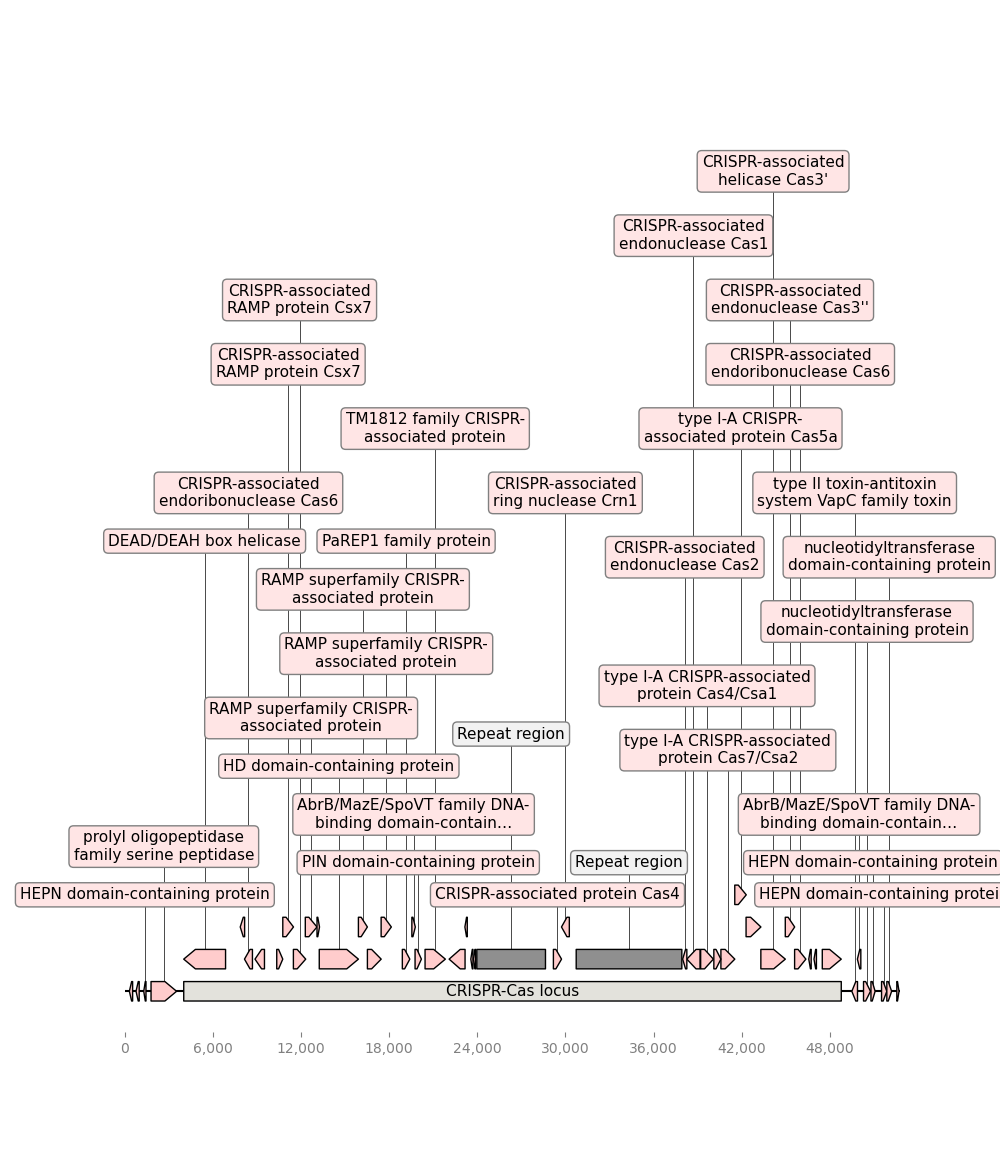 CRISPR-associated
helicase Cas3'
CRISPR-associated
endonuclease Cas1
CRISPR-associated
RAMP protein Csx7
CRISPR-associated
endonuclease Cas3''
CRISPR-associated
RAMP protein Csx7
CRISPR-associated
endoribonuclease Cas6
TM1812 family CRISPR-
associated protein
type I-A CRISPR-
associated protein Cas5a
CRISPR-associated
endoribonuclease Cas6
CRISPR-associated
ring nuclease Crn1
type II toxin-antitoxin
system VapC family toxin
DEAD/DEAH box helicase
PaREP1 family protein
CRISPR-associated
endonuclease Cas2
nucleotidyltransferase
domain-containing protein
RAMP superfamily CRISPR-
associated protein
nucleotidyltransferase
domain-containing protein
RAMP superfamily CRISPR-
associated protein
type I-A CRISPR-associated
protein Cas4/Csa1
RAMP superfamily CRISPR-
associated protein
Repeat region
type I-A CRISPR-associated
protein Cas7/Csa2
HD domain-containing protein
AbrB/MazE/SpoVT family DNA-
binding domain-contain…
AbrB/MazE/SpoVT family DNA-
binding domain-contain…
prolyl oligopeptidase
family serine peptidase
PIN domain-containing protein
Repeat region
HEPN domain-containing protein
HEPN domain-containing protein
CRISPR-associated protein Cas4
HEPN domain-containing protei
CRISPR-Cas locus
0
6,000
12,000
18,000
24,000
30,000
36,000
42,000
48,000